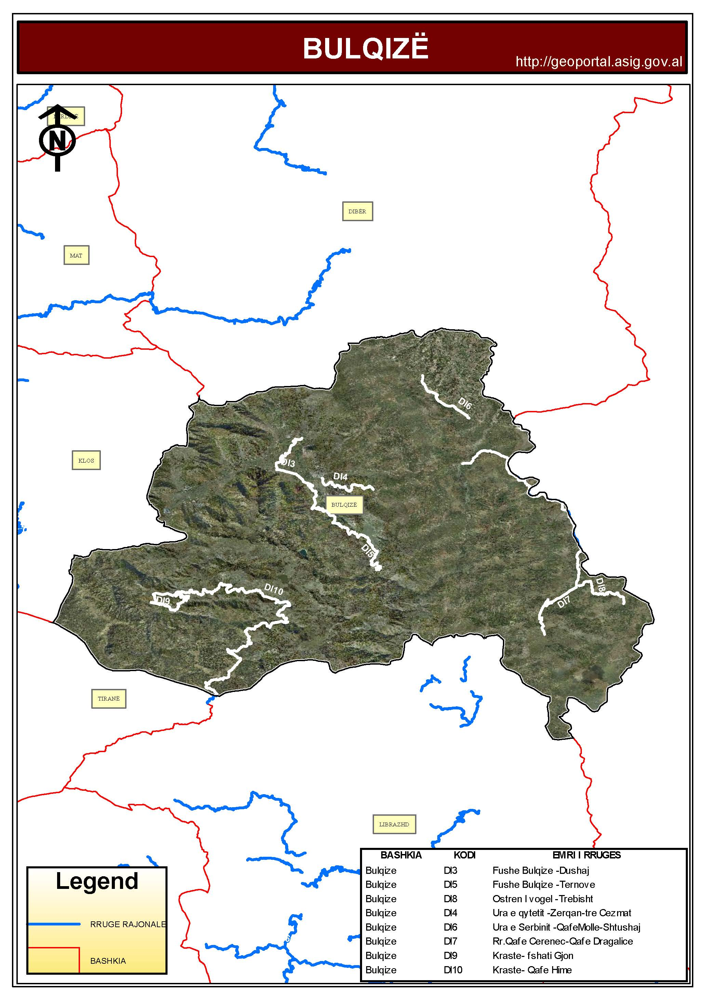 BULQIZË
http://geoportal.asig.gov.al
N
DIBËR
MAT
DI6
KLOS
DI3
DI4
BULQIZË
DI5
DI10
DI9
DI8
DI7
TIRANË
LIBRAZHD
BASHKIA KODI EMRI I RRUGES
Bulqize DI3 Fushe Bulqize -Dushaj
Bulqize DI5 Fushe Bulqize -Ternove
Bulqize DI8 Ostren I vogel -Trebisht
Bulqize DI4 Ura e qytetit -Zerqan-tre Cezmat
Bulqize DI6 Ura e Serbinit -QafeMolle-Shtushaj
Bulqize DI7 Rr.Qafe Cerenec-Qafe Dragalice
Bulqize DI9 Kraste- fshati Gjon
Bulqize DI10 Kraste- Qafe Hime
Legend
RRUGE RAJONALE
BASHKIA